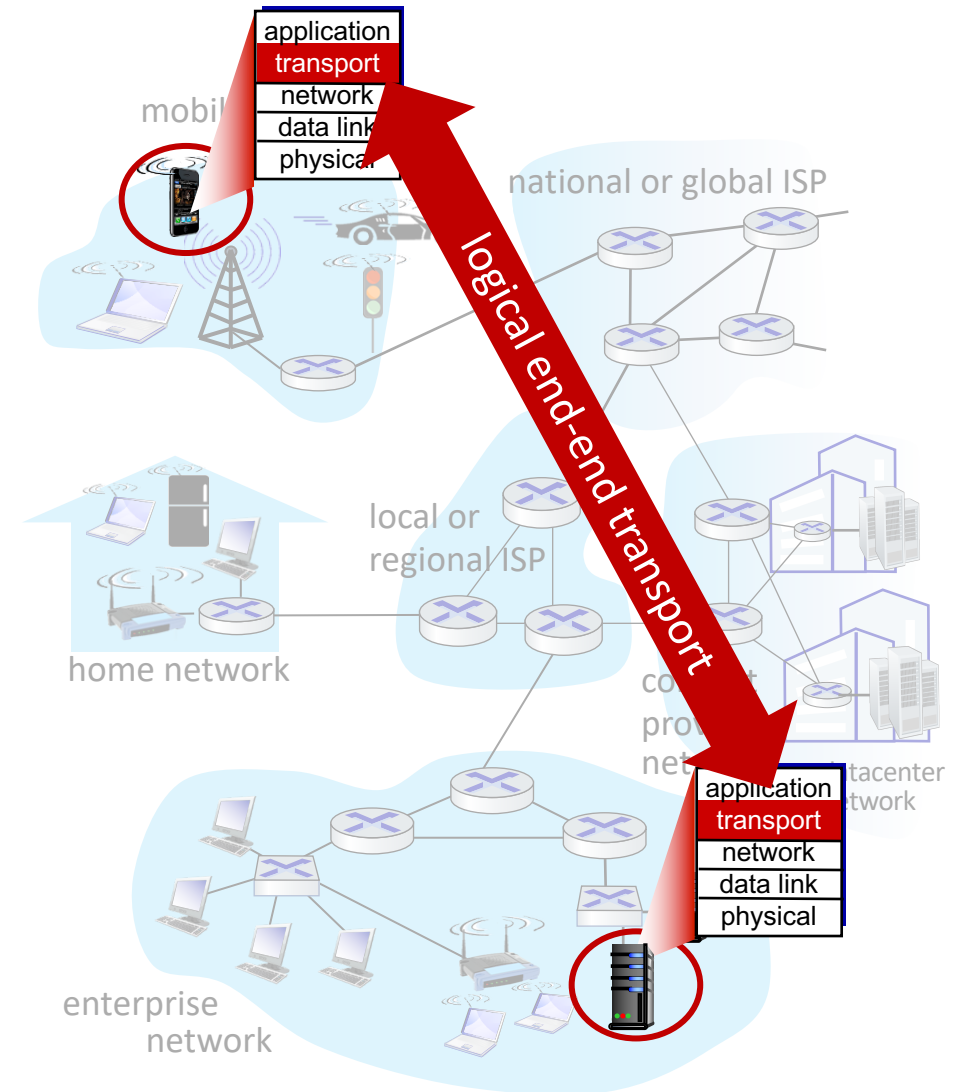 application
transport
network
data link
physical
national or global ISP
logical end-end transport
local or
regional ISP
home network
application
transport
network
data link
physical
enterprise
network